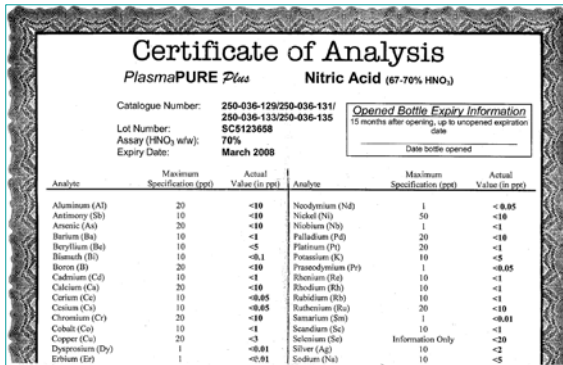 Certificate of Analysis
PlasmaPURE Plus Nitric Acid (67-70% HNO3)
Catalogue Number: 250-036-129/250-036-131/
250-036-133/250-036-135
Lot Number: SC5123658
Assay (HNO3 w/w): 70%
Expiry Date: March 2008
Opened Bottle Expiry Information
15 months after opening, up to unopened expiration
date
Date bottle opened
Maximum Actual Maximum Actual
Analyte Specification (ppt) Value (in ppt) Analyte Specification (ppt) Value (in ppt)
Aluminum (Al) 20 <10 Neodymium (Nd) 1 <0.05
Antimony (Sb) 10 <10 Nickel (Ni) 50 <10
Arsenic (As) 20 <10 Niobium (Nb) 1 <1
Barium (Ba) 10 <1 Palladium (Pd) 20 <10
Beryllium (Be) 10 <5 Platinum (Pt) 20 <1
Bismuth (Bi) 10 <0.1 Potassium (K) 10 <5
Boron (B) 20 <10 Praseodymium (Pr) 1 <0.05
Cadmium (Cd) 10 <1 Rhenium (Re) 10 <1
Calcium (Ca) 20 <10 Rhodium (Rh) 10 <1
Cerium (Ce) 10 <0.05 Rubidium (Rb) 10 <1
Cesium (Cs) 10 <0.05 Ruthenium (Ru) 20 <10
Chromium (Cr) 20 <10 Samarium (Sm) 1 <0.01
Cobalt (Co) 10 <1 Scandium (Sc) 10 <1
Copper (Cu) 20 <3 Selenium (Se) Information Only <20
Dysprosium (Dy) 1 <0.01 Silver (Ag) 10 <2
Erbium (Er) 1 <0.01 Sodium (Na) 10 <5